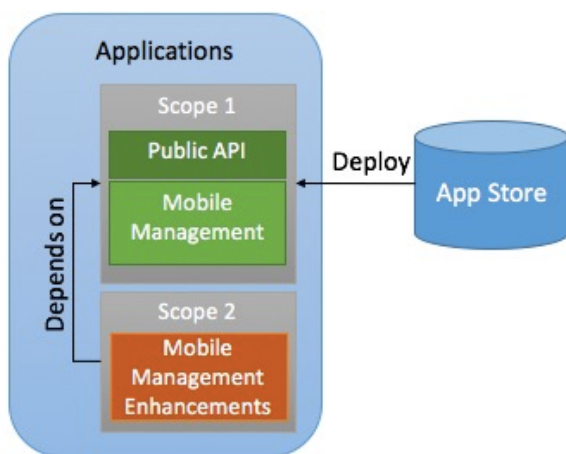 Applications
Scope 1
Public API
Mobile
Management
Deploy
App Store
Depends on
Scope 2
Mobile
Management
Enhancements